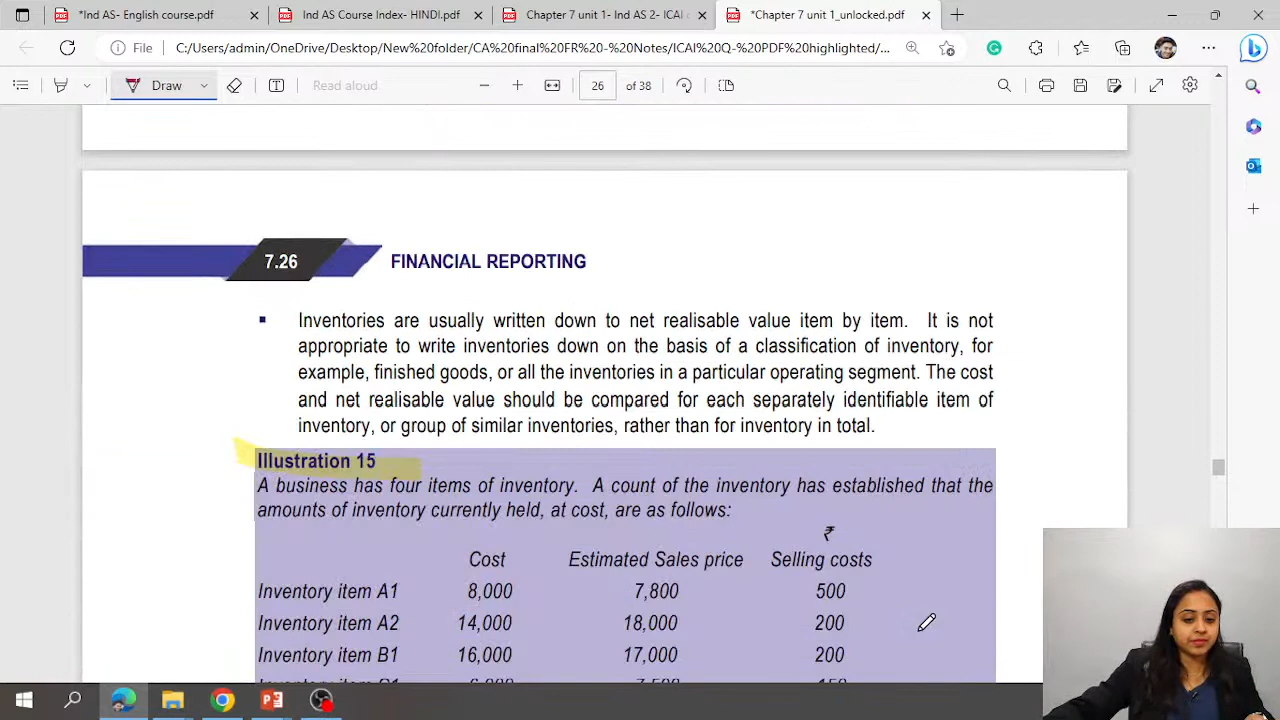 *Ind AS- English course.pdf
Ind AS Course Index- HINDI.pdf
Chapter 7 unit 1- Ind AS 2- ICAI
*Chapter 7 unit 1_unlocked.pdf
File
C:/Users/admin/OneDrive/Desktop/New%20folder/CA%20final%20FR%20-%20Notes/ICAI%20Q-%20PDF%20highlighted/...
Draw
Read aloud
26
of 38
7.26
FINANCIAL REPORTING
Inventories are usually written down to net realisable value item by item. It is not
appropriate to write inventories down on the basis of a classification of inventory, for
example, finished goods, or all the inventories in a particular operating segment. The cost
and net realisable value should be compared for each separately identifiable item of
inventory, or group of similar inventories, rather than for inventory in total.
Illustration 15
A business has four items of inventory. A count of the inventory has established that the
amounts of inventory currently held, at cost, are as follows:
₹
Cost Estimated Sales price Selling costs
Inventory item A1 8,000 7,800 500
Inventory item A2 14,000 18,000 200
Inventory item B1 16,000 17,000 200